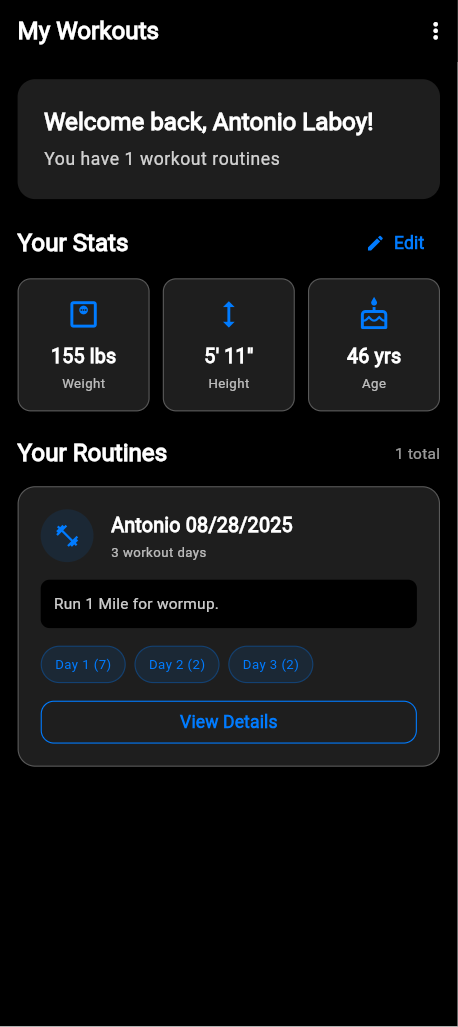 My Workouts
Welcome back, Antonio Laboy!
You have 1 workout routines
Your Stats
Edit
155 lbs
5' 11"
46 yrs
Weight
Height
Age
Your Routines
1 total
Antonio 08/28/2025
3 workout days
Run 1 Mile for wormup.
Day 1 (7)
Day 2 (2)
Day 3 (2)
View Details